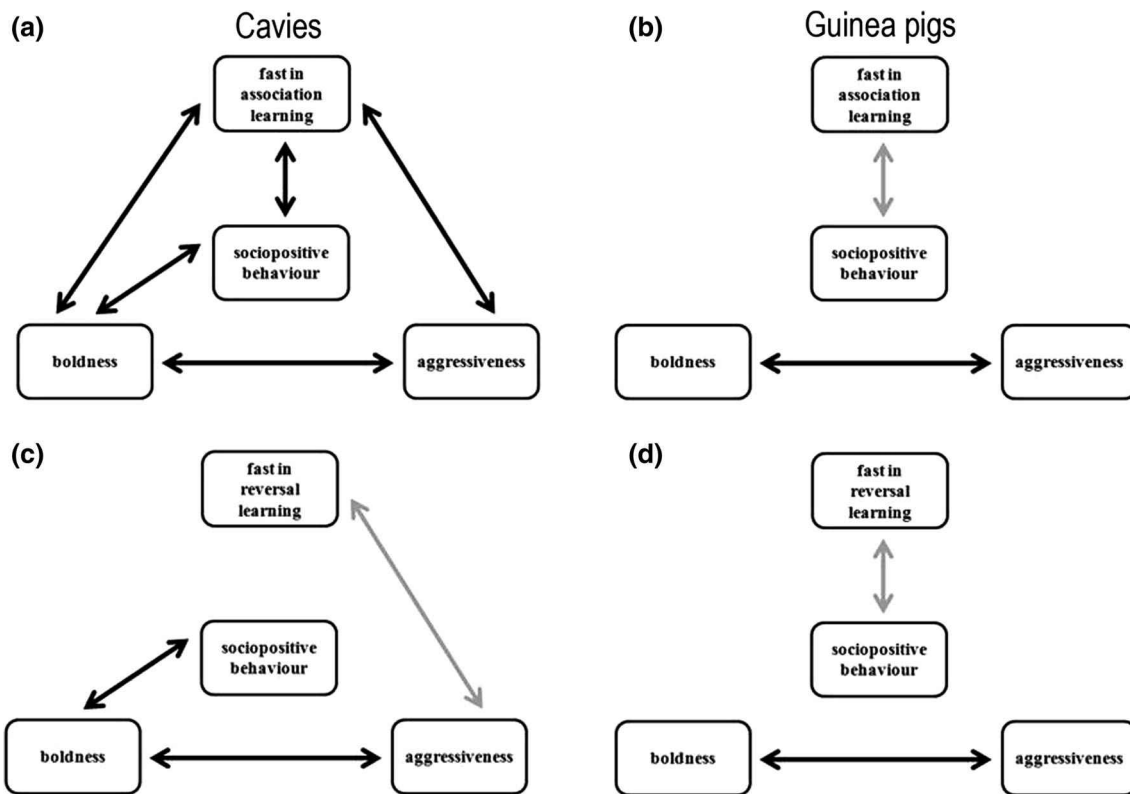 (a)
Cavies
fast in
association
learning
sociopositive
behaviour
boldness
aggressiveness
(b)
Guinea pigs
fast in
association
learning
sociopositive
behaviour
boldness
aggressiveness
(c)
fast in
reversal
learning
sociopositive
behaviour
boldness
aggressiveness
(d)
fast in
reversal
learning
sociopositive
behaviour
boldness
aggressiveness